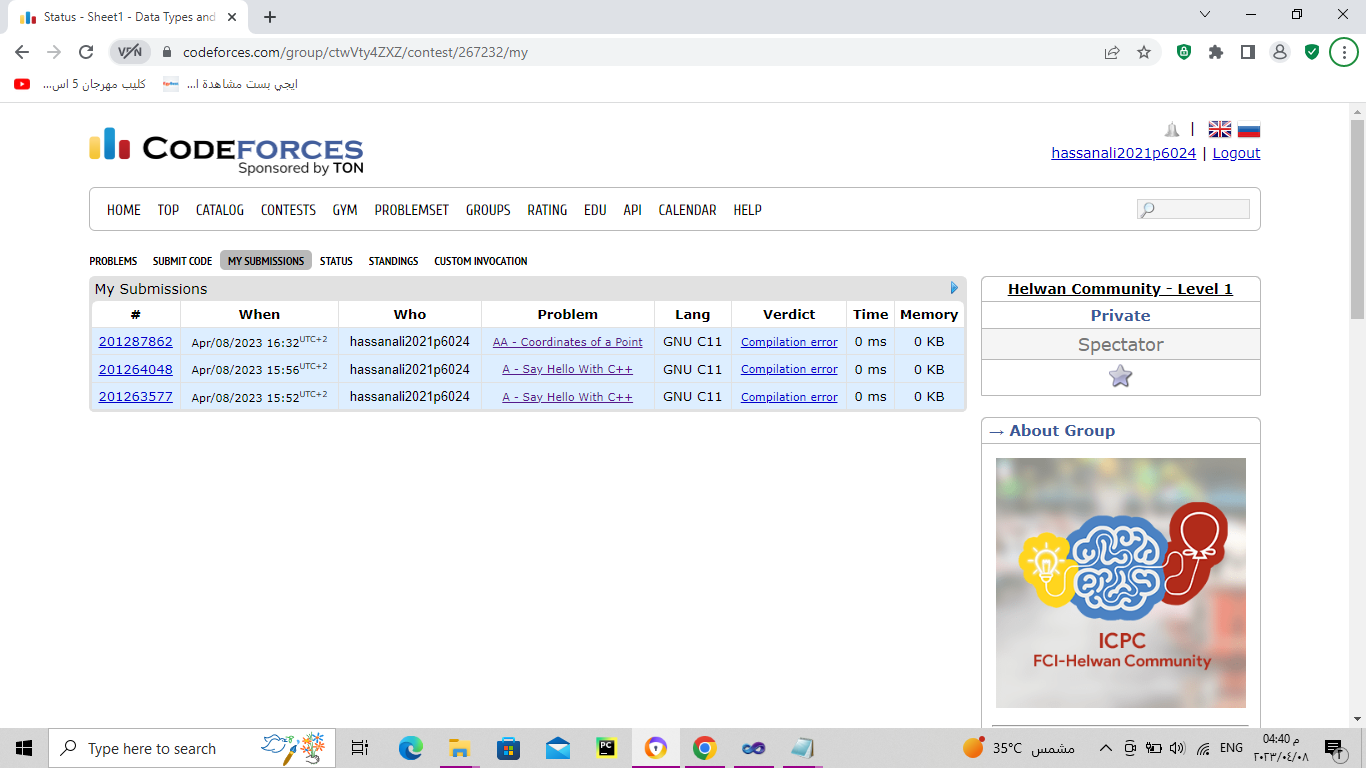 Status - Sheet1 - Data Types and
VPN
codeforces.com/group/ctwVty4ZXZ/contest/267232/my
كليب مهرجان 5 اس...
ايجي بست مشاهدة ا...
CODEFORCES
Sponsored by TON
hassanali2021p6024 | Logout
HOME TOP CATALOG CONTESTS GYM PROBLEMSET GROUPS RATING EDU API CALENDAR HELP
PROBLEMS SUBMIT CODE MY SUBMISSIONS STATUS STANDINGS CUSTOM INVOCATION
My Submissions
# When Who Problem Lang Verdict Time Memory
201287862 Apr/08/2023 16:32UTC+2 hassanali2021p6024 AA - Coordinates of a Point GNU C11 Compilation error 0 ms 0 KB
201264048 Apr/08/2023 15:56UTC+2 hassanali2021p6024 A - Say Hello With C++ GNU C11 Compilation error 0 ms 0 KB
201263577 Apr/08/2023 15:52UTC+2 hassanali2021p6024 A - Say Hello With C++ GNU C11 Compilation error 0 ms 0 KB
Helwan Community - Level 1
Private
Spectator
→ About Group
ICPC
FCI-Helwan Community
Type here to search
PC
35°C مشمس
ENG
04:40 م
٢٠٢٣/٠٤/٠٨
1